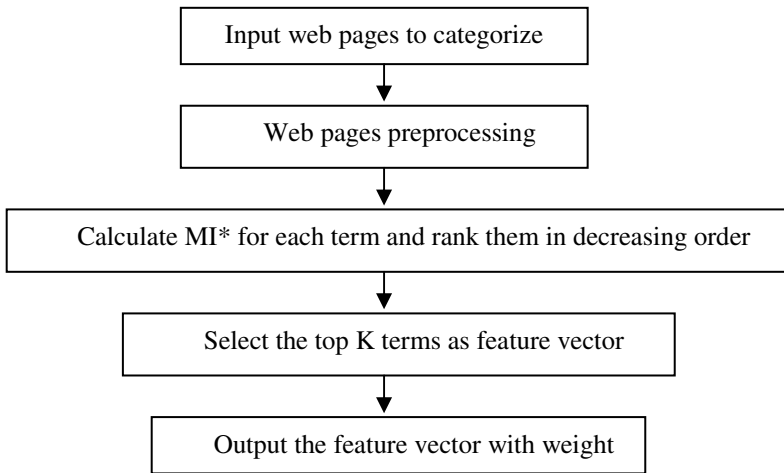 Input web pages to categorize
Web pages preprocessing
Calculate MI* for each term and rank them in decreasing order
Select the top K terms as feature vector
Output the feature vector with weight